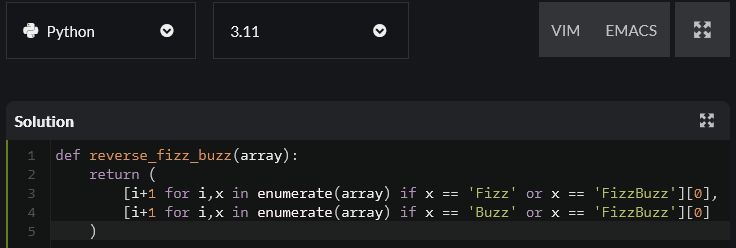 Python
3.11
VIM EMACS
Solution
1 def reverse_fizz_buzz(array):
2     return (
3         [i+1 for i,x in enumerate(array) if x == 'Fizz' or x == 'FizzBuzz'][0],
4         [i+1 for i,x in enumerate(array) if x == 'Buzz' or x == 'FizzBuzz'][0]
5     )